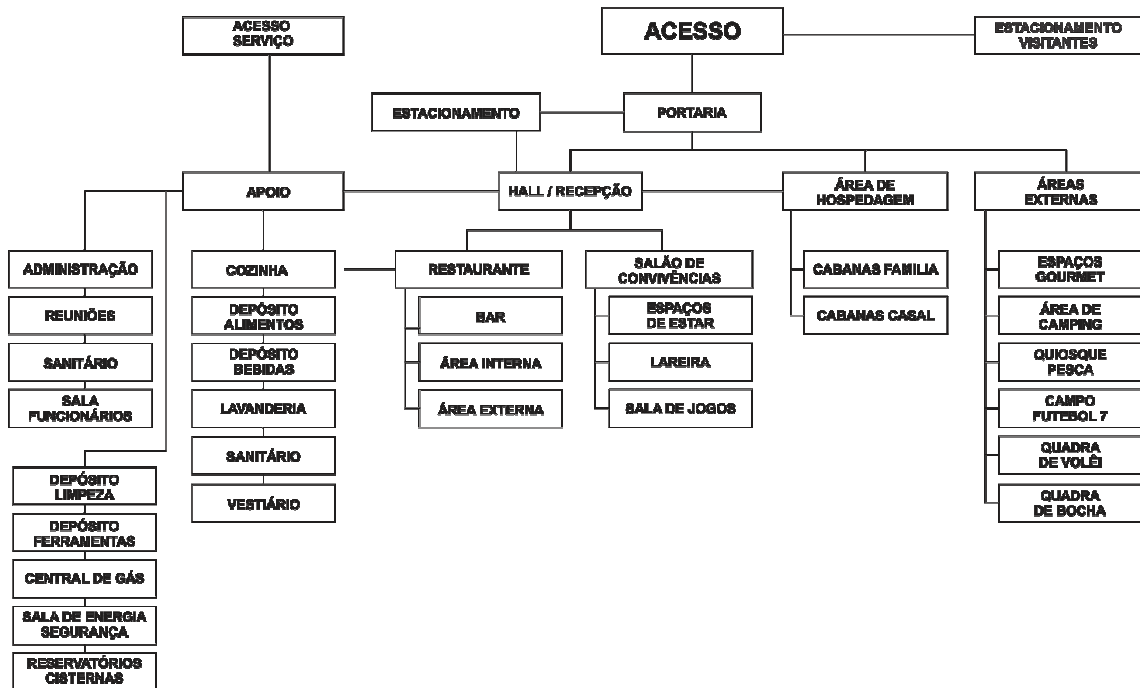 ACESSO
SERVIÇO
ACESSO
ESTACIONAMENTO
VISITANTES
ESTACIONAMENTO
PORTARIA
APOIO
HALL / RECEPÇÃO
ÁREA DE
HOSPEDAGEM
ÁREAS
EXTERNAS
ADMINISTRAÇÃO
REUNIÕES
SANITÁRIO
SALA
FUNCIONÁRIOS
DEPÓSITO
LIMPEZA
DEPÓSITO
FERRAMENTAS
CENTRAL DE GÁS
SALA DE ENERGIA
SEGURANÇA
RESERVATÓRIOS
CISTERNAS
COZINHA
DEPÓSITO
ALIMENTOS
DEPÓSITO
BEBIDAS
LAVANDERIA
SANITÁRIO
VESTIÁRIO
RESTAURANTE
BAR
ÁREA INTERNA
ÁREA EXTERNA
SALÃO DE
CONVIVÊNCIAS
ESPAÇOS
DE ESTAR
LAREIRA
SALA DE JOGOS
CABANAS FAMILIA
CABANAS CASAL
ESPAÇOS
GOURMET
ÁREA DE
CAMPING
QUIOSQUE
PESCA
CAMPO
FUTEBOL 7
QUADRA
DE VOLÊI
QUADRA
DE BOCHA